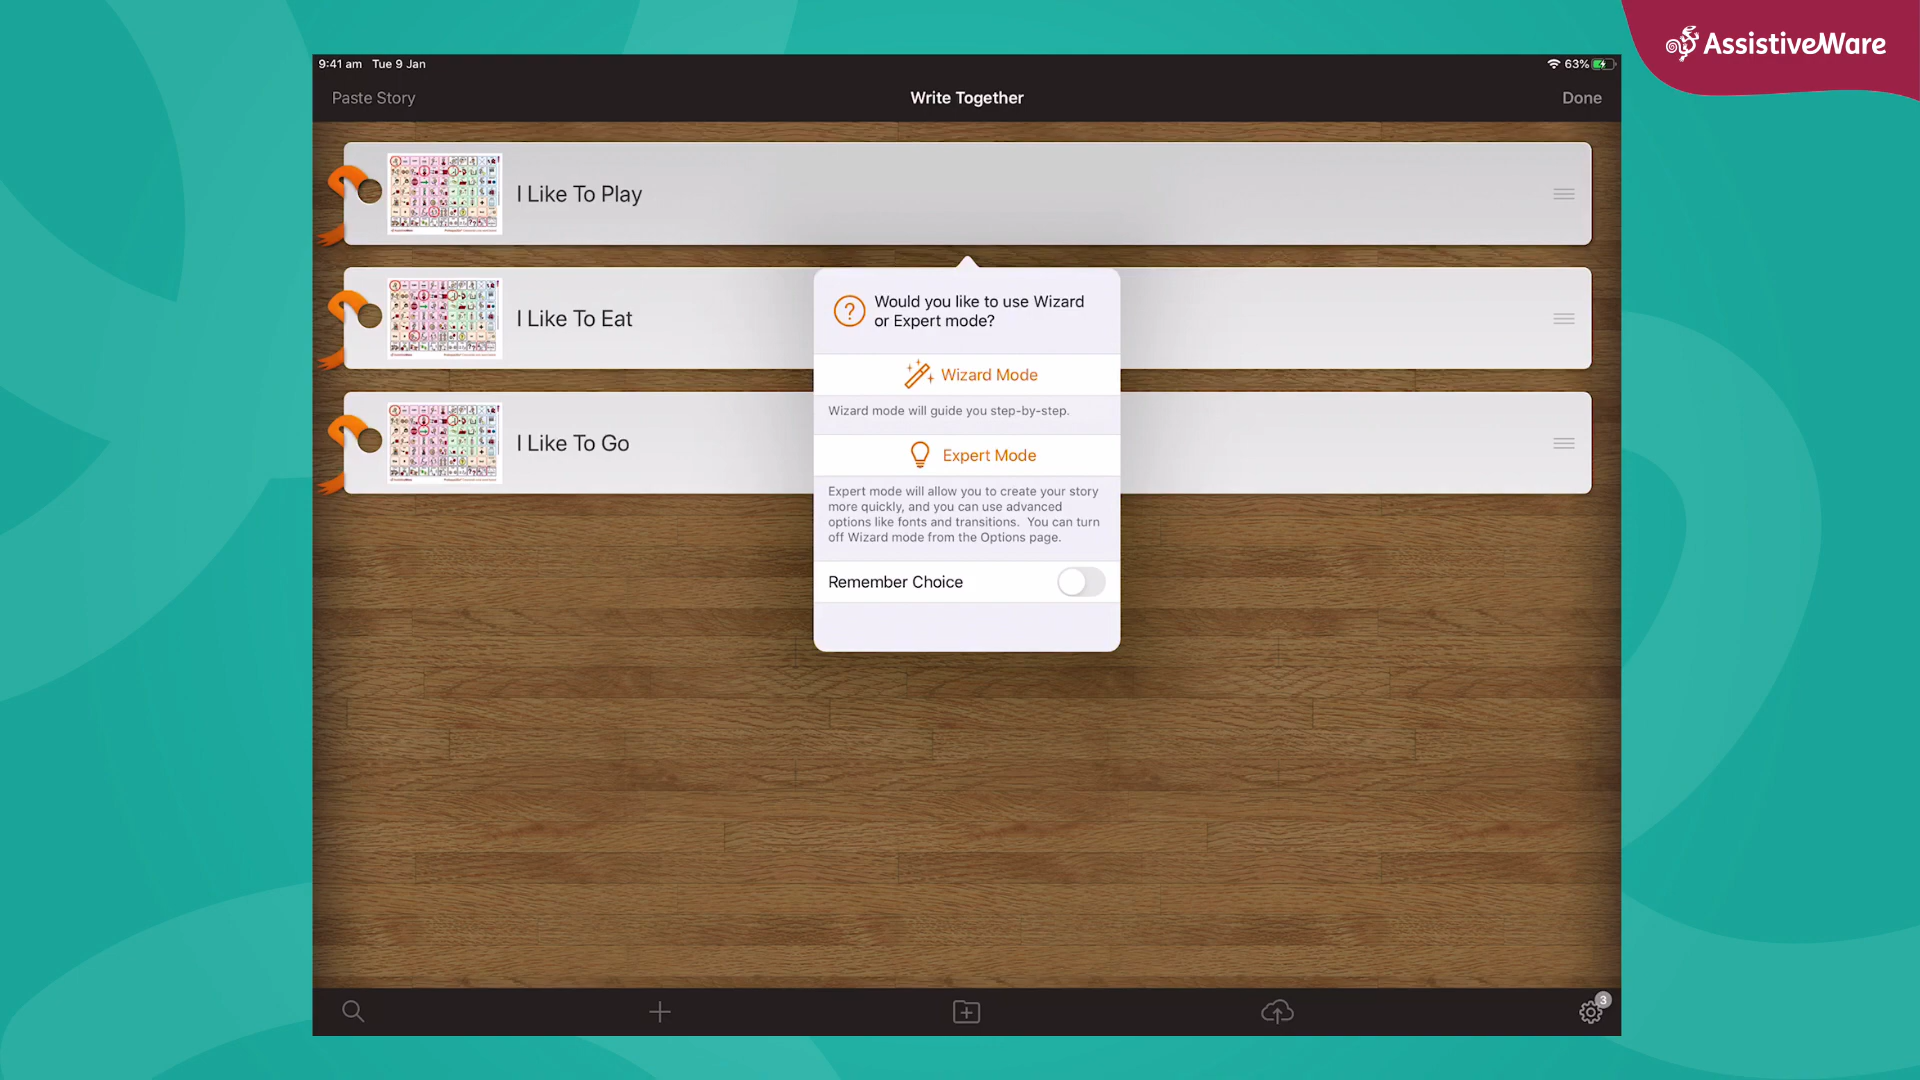 AssistiveWare
9:41 am Tue 9 Jan
63%
Paste Story
Write Together
Done
I Like To Play
I Like To Eat
I Like To Go
Would you like to use Wizard
or Expert mode?
Wizard Mode
Wizard mode will guide you step-by-step.
Expert Mode
Expert mode will allow you to create your story
more quickly, and you can use advanced
options like fonts and transitions. You can turn
off Wizard mode from the Options page.
Remember Choice
3